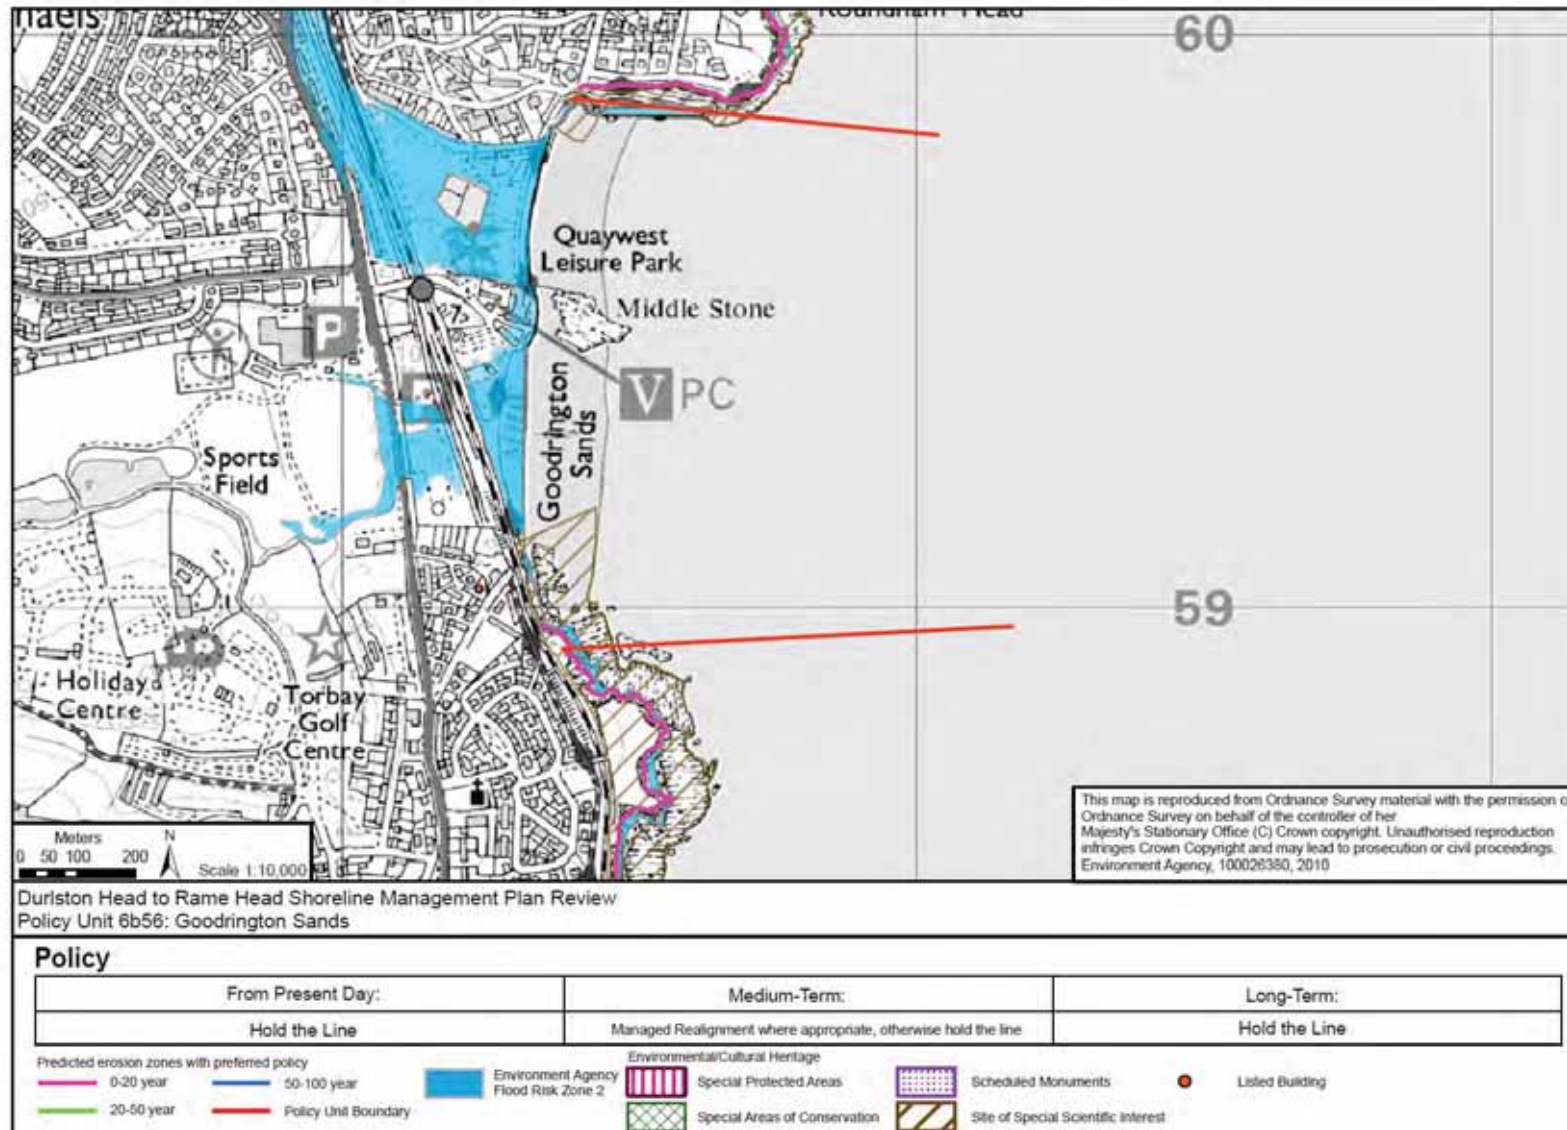 haels
60
Quaywest
Leisure Park
Middle Stone
P
V PC
10
Goodrington
Sands
Sports
Field
59
Holiday
Centre
Torbay
Golf
Centre
Meters
N
0 50 100 200
Scale 1:10,000
This map is reproduced from Ordnance Survey material with the permission o
Ordnance Survey on behalf of the controller of her
Majesty's Stationary Office (C) Crown copyright. Unauthorised reproduction
infringes Crown Copyright and may lead to prosecution or civil proceedings.
Environment Agency, 100026380, 2010
Durlston Head to Rame Head Shoreline Management Plan Review
Policy Unit 6b56: Goodrington Sands
Policy
From Present Day: Medium-Term: Long-Term:
Hold the Line Managed Realignment where appropriate, otherwise hold the line Hold the Line
Predicted erosion zones with preferred policy
0-20 year
50-100 year
20-50 year
Policy Unit Boundary
Environment Agency
Flood Risk Zone 2
Environmental/Cultural Heritage
Special Protected Areas
Scheduled Monuments
Listed Building
Special Areas of Conservation
Site of Special Scientific Interest